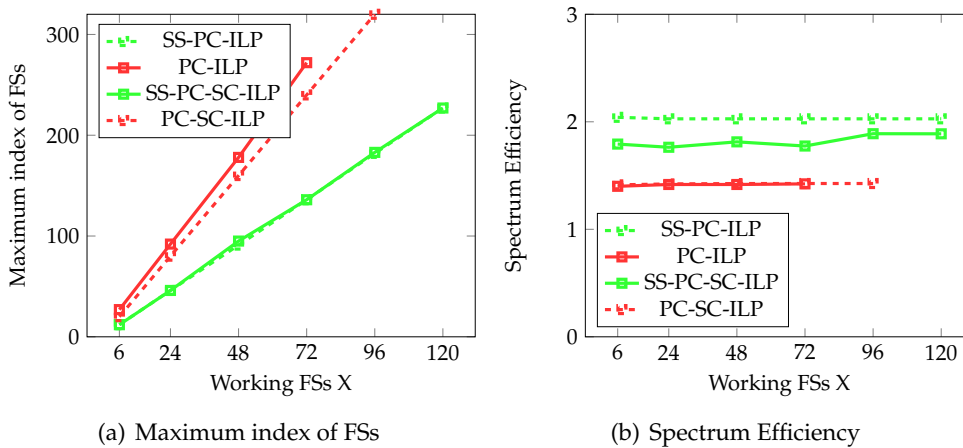 300
200
100
0
Maximum index of FSs
SS-PC-ILP
PC-ILP
SS-PC-SC-ILP
PC-SC-ILP
6 24 48 72 96 120
Working FSs X
(a) Maximum index of FSs
3
2
1
0
Spectrum Efficiency
SS-PC-ILP
PC-ILP
SS-PC-SC-ILP
PC-SC-ILP
6 24 48 72 96 120
Working FSs X
(b) Spectrum Efficiency